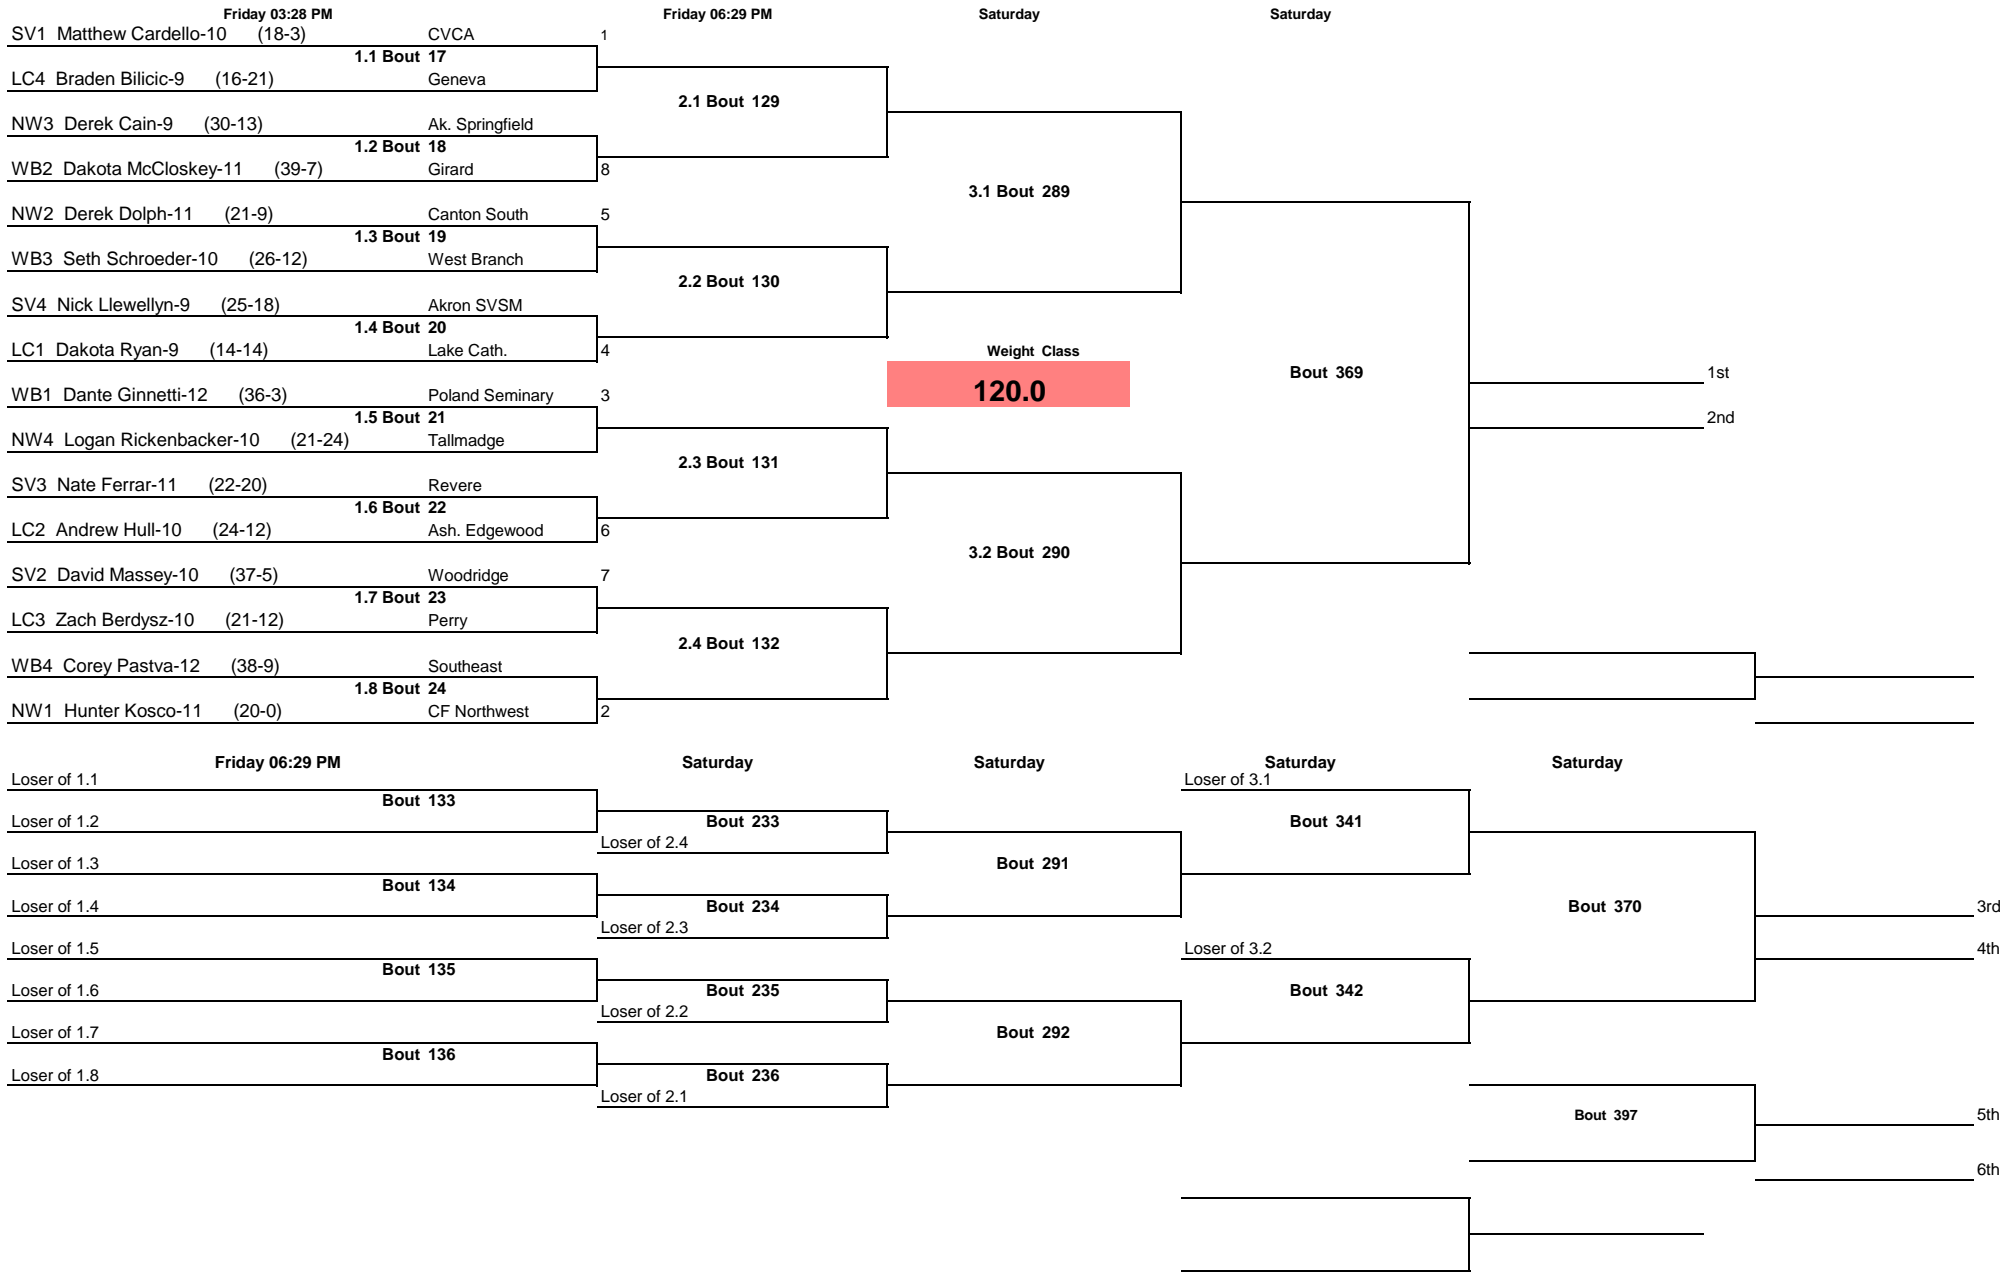 Friday 03:28 PM Friday 06:29 PM Saturday Saturday
SV1 Matthew Cardello-10 (18-3) CVCA 1
1.1 Bout 17
LC4 Braden Bilicic-9 (16-21) Geneva
2.1 Bout 129
NW3 Derek Cain-9 (30-13) Ak. Springfield
1.2 Bout 18
WB2 Dakota McCloskey-11 (39-7) Girard 8
3.1 Bout 289
NW2 Derek Dolph-11 (21-9) Canton South 5
1.3 Bout 19
WB3 Seth Schroeder-10 (26-12) West Branch
2.2 Bout 130
SV4 Nick Llewellyn-9 (25-18) Akron SVSM
1.4 Bout 20
LC1 Dakota Ryan-9 (14-14) Lake Cath. 4 Weight Class
Bout 369 1st
WB1 Dante Ginnetti-12 (36-3) Poland Seminary 3 120.0
1.5 Bout 21 2nd
NW4 Logan Rickenbacker-10 (21-24) Tallmadge
2.3 Bout 131
SV3 Nate Ferrar-11 (22-20) Revere
1.6 Bout 22
LC2 Andrew Hull-10 (24-12) Ash. Edgewood 6
3.2 Bout 290
SV2 David Massey-10 (37-5) Woodridge 7
1.7 Bout 23
LC3 Zach Berdysz-10 (21-12) Perry
2.4 Bout 132
WB4 Corey Pastva-12 (38-9) Southeast
1.8 Bout 24
NW1 Hunter Kosco-11 (20-0) CF Northwest 2
Friday 06:29 PM Saturday Saturday Saturday Saturday
Loser of 1.1 Loser of 3.1
Bout 133
Loser of 1.2 Bout 233 Bout 341
Loser of 2.4
Loser of 1.3 Bout 291
Bout 134
Loser of 1.4 Bout 234 Bout 370 3rd
Loser of 2.3
Loser of 1.5 Loser of 3.2 4th
Bout 135
Loser of 1.6 Bout 235 Bout 342
Loser of 2.2
Loser of 1.7 Bout 292
Bout 136
Loser of 1.8 Bout 236
Loser of 2.1
Bout 397 5th
6th